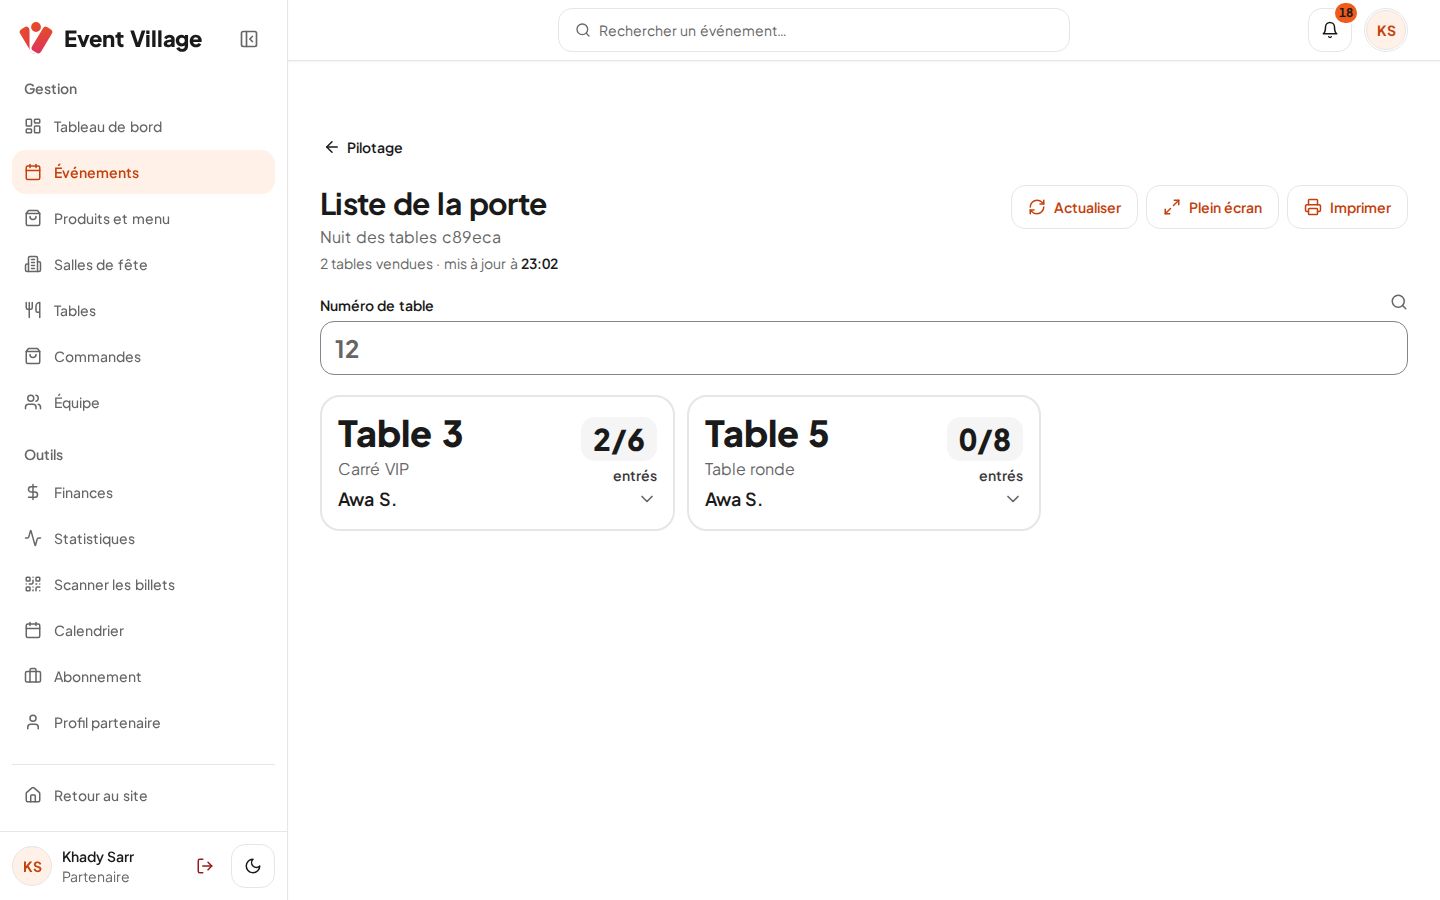 Event Village
Gestion
Tableau de bord
Événements
Produits et menu
Salles de fête
Tables
Commandes
Équipe
Outils
Finances
Statistiques
Scanner les billets
Calendrier
Abonnement
Profil partenaire
Retour au site
KS
Khady Sarr
Partenaire
Rechercher un événement...
18
KS
Pilotage
Liste de la porte
Nuit des tables c89eca
2 tables vendues · mis à jour à 23:02
Actualiser
Plein écran
Imprimer
Numéro de table
12
Table 3
2/6
Carré VIP
entrés
Awa S.
Table 5
0/8
Table ronde
entrés
Awa S.